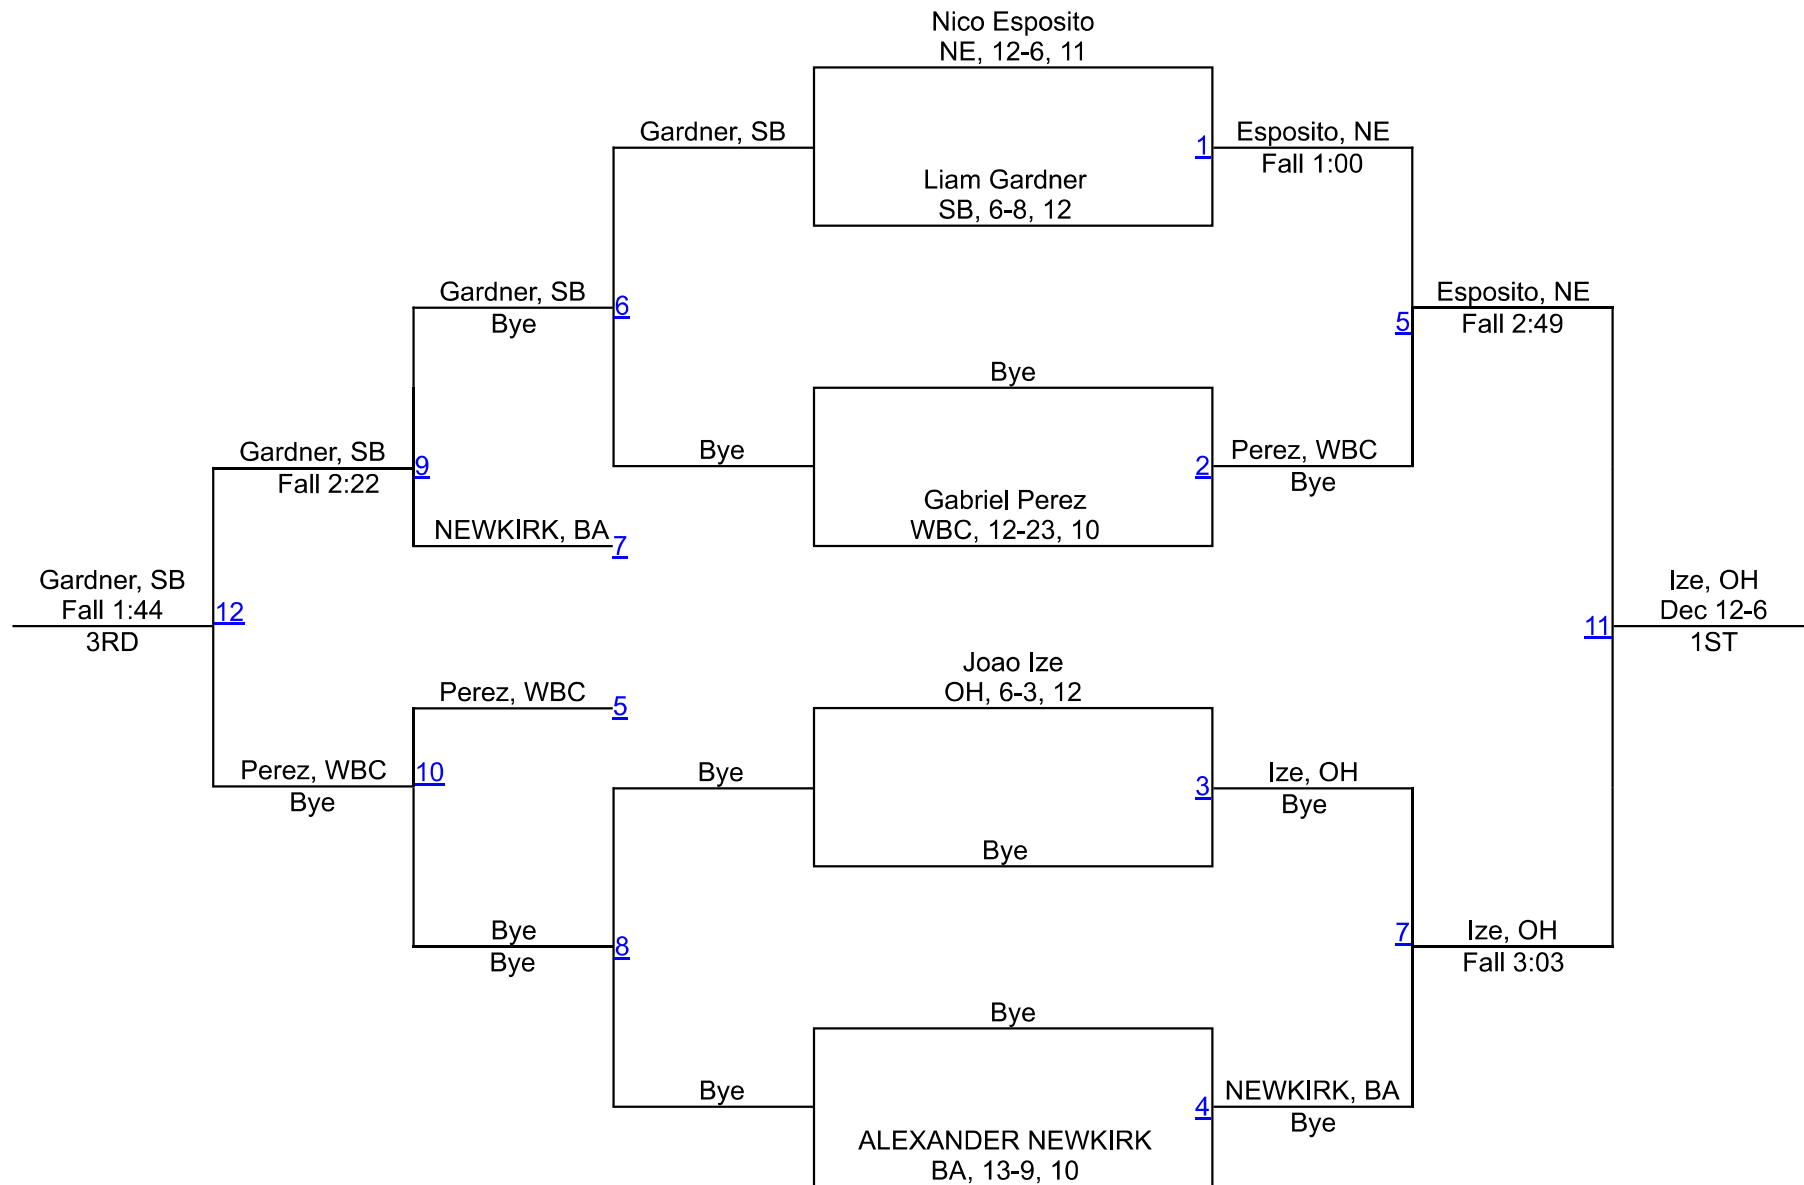 Nico Esposito
NE, 12-6, 11
Gardner, SB
1
Esposito, NE
Fall 1:00
Liam Gardner
SB, 6-8, 12
Gardner, SB
Bye
6
5
Esposito, NE
Fall 2:49
Bye
Gardner, SB
Fall 2:22
9
Bye
2
Perez, WBC
Bye
Gabriel Perez
WBC, 12-23, 10
NEWKIRK, BA
7
Gardner, SB
Fall 1:44
3RD
12
11
Ize, OH
Dec 12-6
1ST
Joao Ize
OH, 6-3, 12
Perez, WBC
5
Perez, WBC
Bye
10
Bye
3
Ize, OH
Bye
Bye
Bye
Bye
8
7
Ize, OH
Fall 3:03
Bye
Bye
4
NEWKIRK, BA
Bye
ALEXANDER NEWKIRK
BA, 13-9, 10